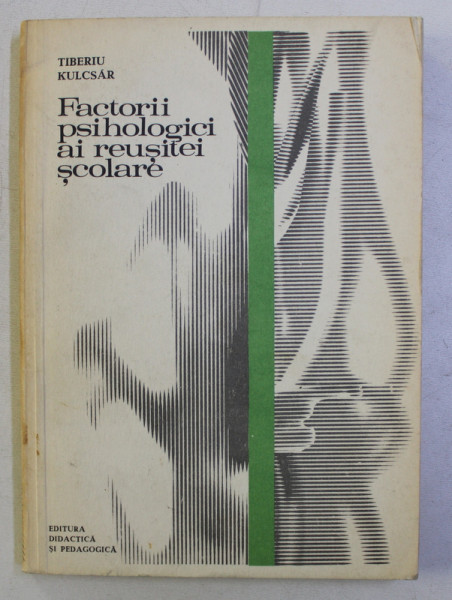 TIBERIU
KULCSÁR
Factorii
psihologici
ai reușitei
școlare
EDITURA
DIDACTICĂ
ȘI PEDAGOGICĂ